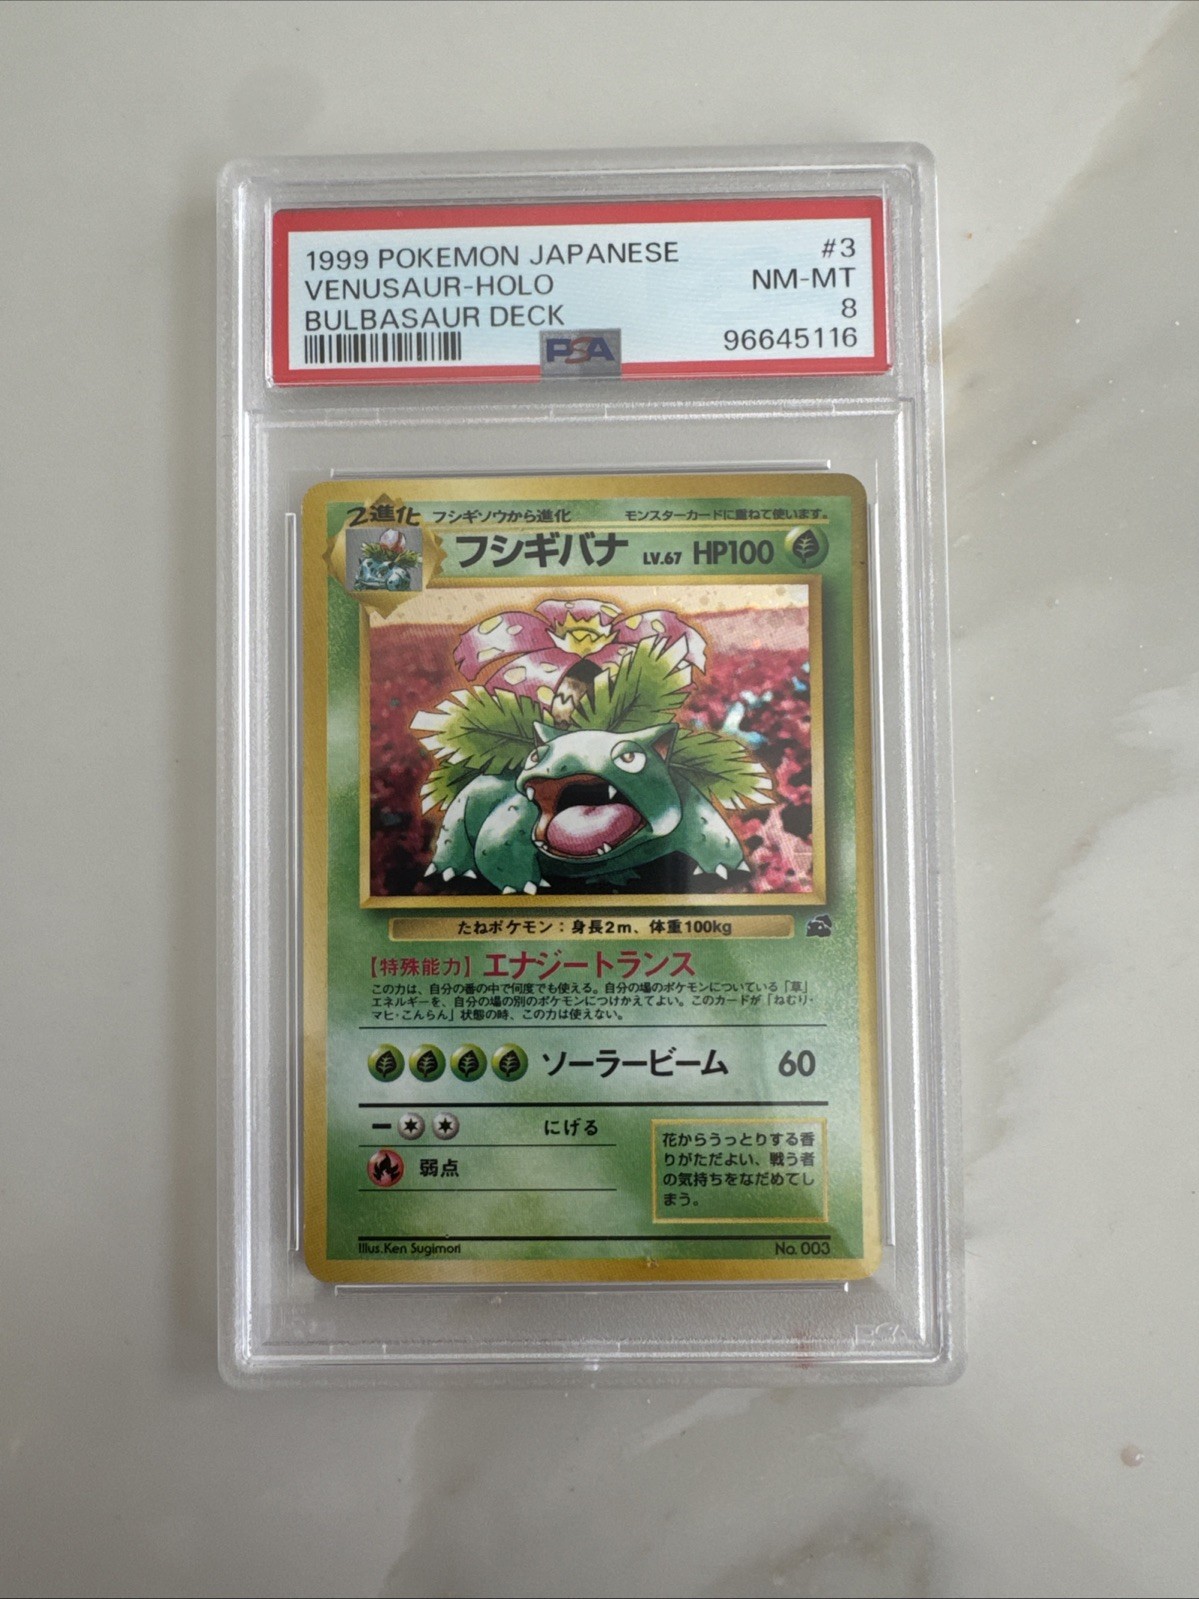 1999 POKEMON JAPANESE #3
VENUSAUR-HOLO NM-MT
BULBASAUR DECK 8
PSA 96645116
2進化 フシギソウから進化 モンスターカードに重ねて使います。
フシギバナ LV.67 HP100
たねポケモン：身長2m、体重100kg
【特殊能力】エナジートランス
この力は、自分の番の中で何度でも使える。自分の場のポケモンについている「草」
エネルギーを、自分の場の別のポケモンにつけかえてよい。このカードが「ねむり・
マヒ・こんらん」状態の時、この力は使えない。
ソーラービーム 60
ー にげる
弱点
花からうっとりする香
りがただよい、戦う者
の気持ちをなだめてし
まう。
Illus.Ken Sugimori No. 003
PSA